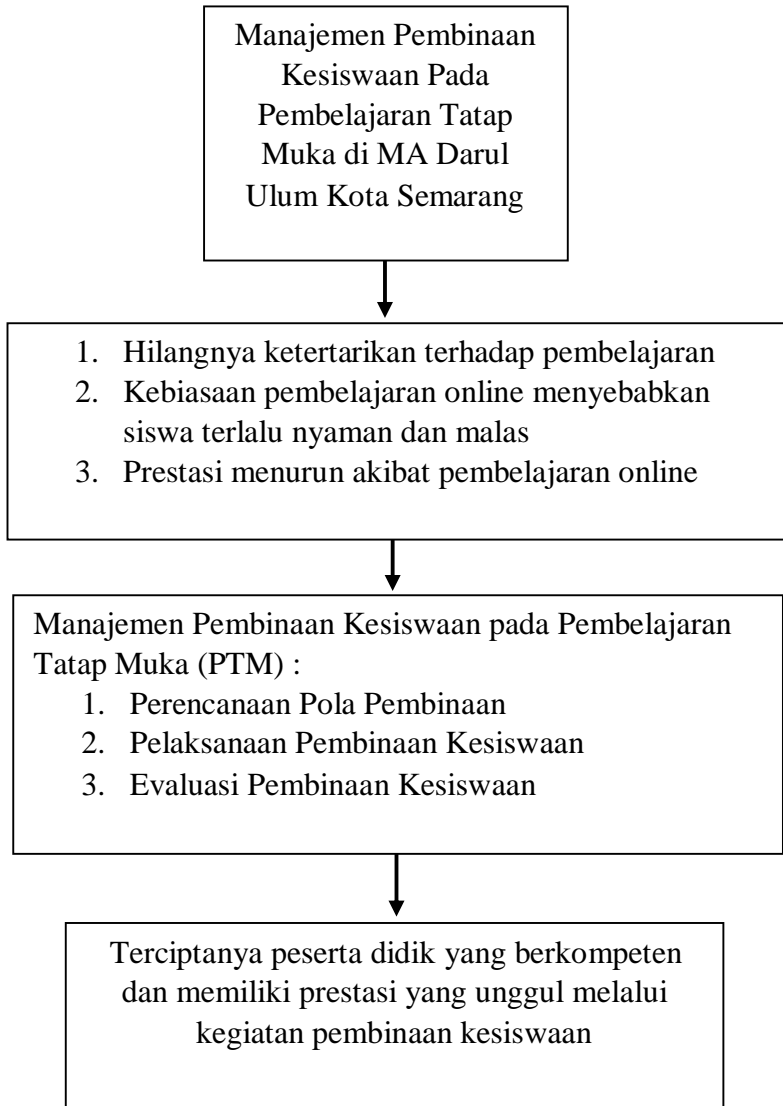 Manajemen Pembinaan
Kesiswaan Pada
Pembelajaran Tatap
Muka di MA Darul
Ulum Kota Semarang
1. Hilangnya ketertarikan terhadap pembelajaran
2. Kebiasaan pembelajaran online menyebabkan
siswa terlalu nyaman dan malas
3. Prestasi menurun akibat pembelajaran online
Manajemen Pembinaan Kesiswaan pada Pembelajaran
Tatap Muka (PTM) :
1. Perencanaan Pola Pembinaan
2. Pelaksanaan Pembinaan Kesiswaan
3. Evaluasi Pembinaan Kesiswaan
Terciptanya peserta didik yang berkompeten
dan memiliki prestasi yang unggul melalui
kegiatan pembinaan kesiswaan